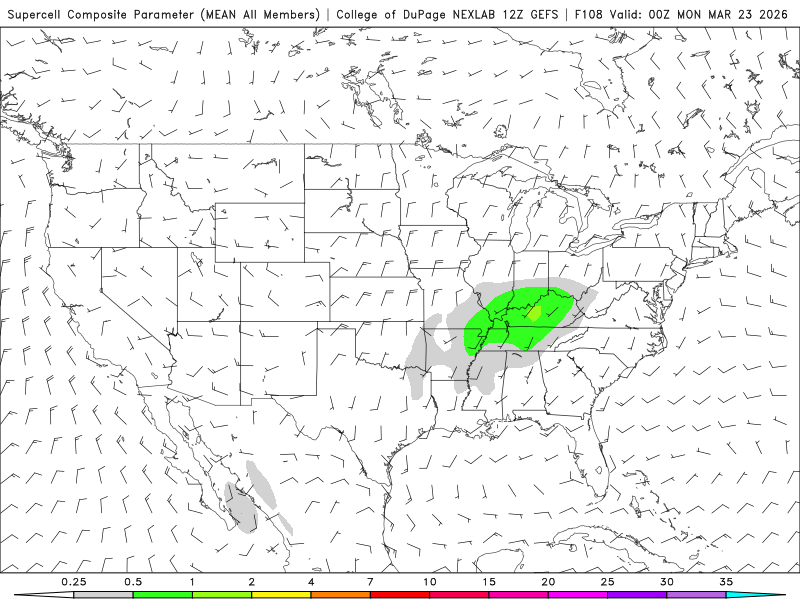 Supercell Composite Parameter (MEAN All Members) | College of DuPage NEXLAB 12Z GEFS | F108 Valid: 00Z MON MAR 23 2026
0.25 0.5 1 2 4 7 10 15 20 25 30 35